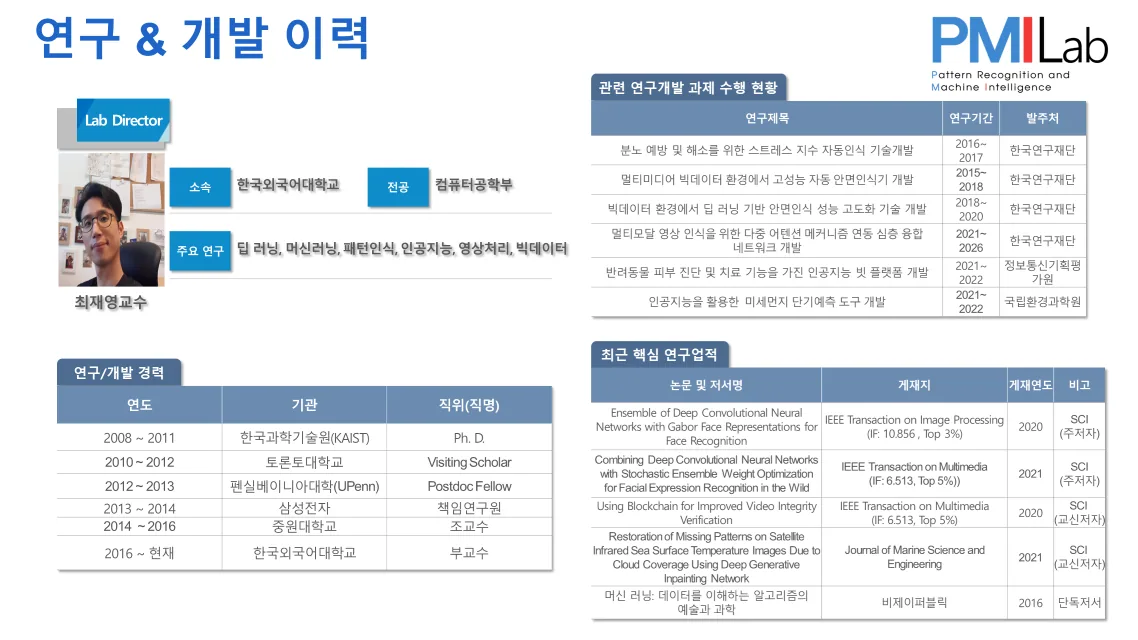 연구 & 개발 이력
PMILab
Pattern Recognition and
Machine Intelligence
Lab Director
소속 한국외국어대학교 전공 컴퓨터공학부
주요 연구 딥 러닝, 머신러닝, 패턴인식, 인공지능, 영상처리, 빅데이터
최재영교수
연구/개발 경력
연도 기관 직위(직명)
2008 ~ 2011 한국과학기술원(KAIST) Ph. D.
2010 ~ 2012 토론토대학교 Visiting Scholar
2012 ~ 2013 펜실베이니아대학(UPenn) Postdoc Fellow
2013 ~ 2014 삼성전자 책임연구원
2014 ~ 2016 중원대학교 조교수
2016 ~ 현재 한국외국어대학교 부교수
관련 연구개발 과제 수행 현황
연구제목 연구기간 발주처
분노 예방 및 해소를 위한 스트레스 지수 자동인식 기술개발 2016~
2017 한국연구재단
멀티미디어 빅데이터 환경에서 고성능 자동 안면인식기 개발 2015~
2018 한국연구재단
빅데이터 환경에서 딥 러닝 기반 안면인식 성능 고도화 기술 개발 2018~
2020 한국연구재단
멀티모달 영상 인식을 위한 다중 어텐션 메커니즘 연동 심층 융합
네트워크 개발 2021~
2026 한국연구재단
반려동물 피부 진단 및 치료 기능을 가진 인공지능 빗 플랫폼 개발 2021~
2022 정보통신기획평
가원
인공지능을 활용한 미세먼지 단기예측 도구 개발 2021~
2022 국립환경과학원
최근 핵심 연구업적
논문 및 저서명 게재지 게재연도 비고
Ensemble of Deep Convolutional Neural
Networks with Gabor Face Representations for
Face Recognition
IEEE Transaction on Image Processing
(IF: 10.856 , Top 3%)
2020
SCI
(주저자)
Combining Deep Convolutional Neural Networks
with Stochastic Ensemble Weight Optimization
for Facial Expression Recognition in the Wild
IEEE Transaction on Multimedia
(IF: 6.513, Top 5%))
2021
SCI
(주저자)
Using Blockchain for Improved Video Integrity
Verification
IEEE Transaction on Multimedia
(IF: 6.513, Top 5%)
2020
SCI
(교신저자)
Restoration of Missing Patterns on Satellite
Infrared Sea Surface Temperature Images Due to
Cloud Coverage Using Deep Generative
Inpainting Network
Journal of Marine Science and
Engineering
2021
SCI
(교신저자)
머신 러닝: 데이터를 이해하는 알고리즘의
예술과 과학
비제이퍼블릭
2016
단독저서